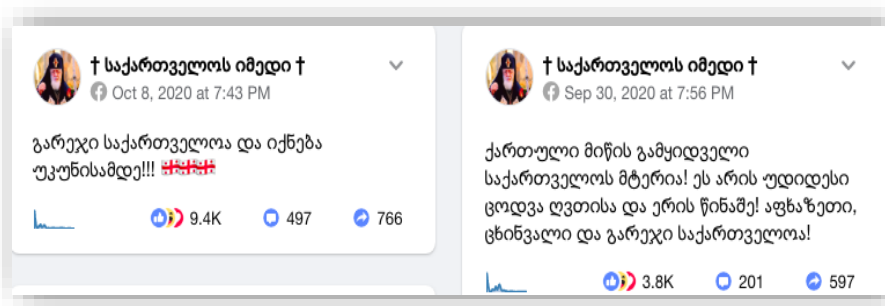 † საქართველოს იმედი †
Oct 8, 2020 at 7:43 PM
გარეჯი საქართველოა და იქნება
უკუნისამდე!!! 🇬🇪🇬🇪🇬🇪🇬🇪
9.4K 497 766
† საქართველოს იმედი †
Sep 30, 2020 at 7:56 PM
ქართული მიწის გამყიდველი
საქართველოს მტერია! ეს არის უდიდესი
ცოდვა ღვთისა და ერის წინაშე! აფხაზეთი,
ცხინვალი და გარეჯი საქართველოა!
3.8K 201 597